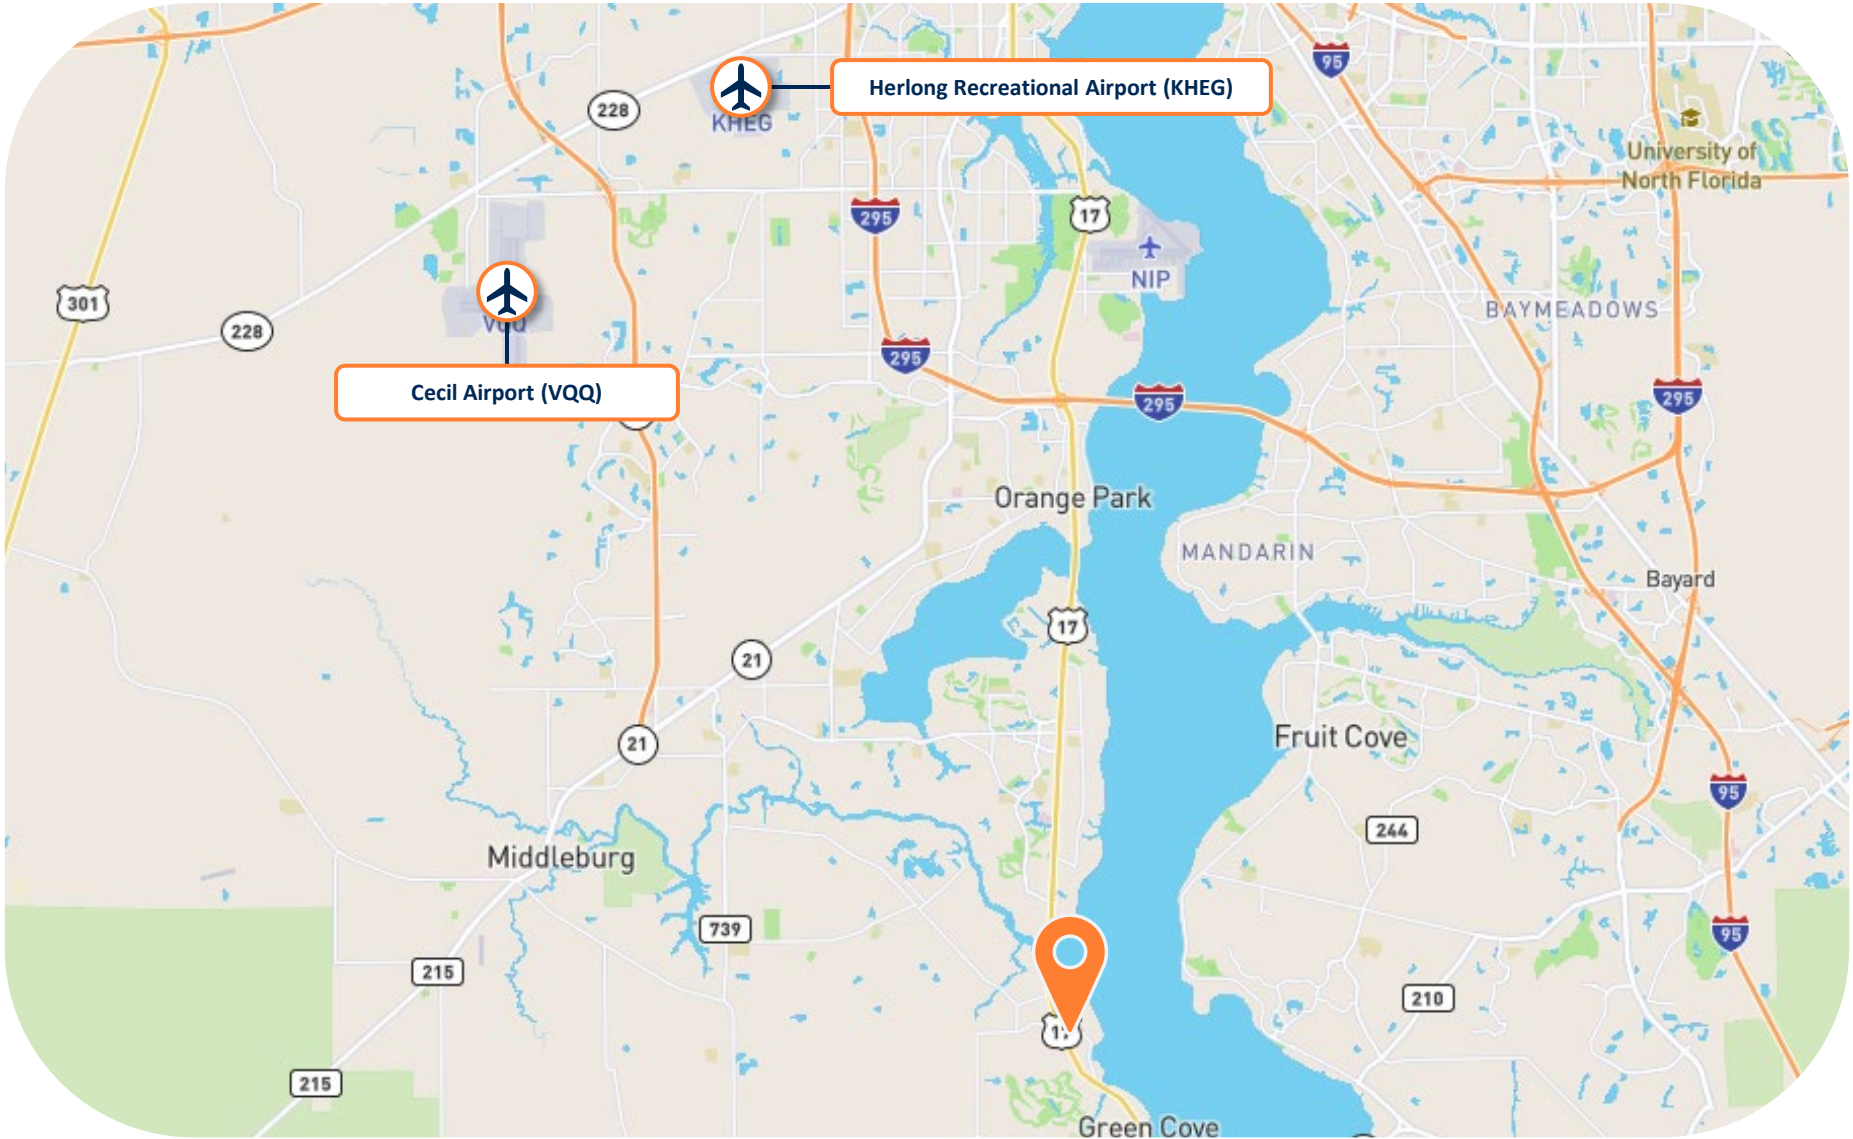 95
Herlong Recreational Airport (KHEG)
228
KHEG
University of
North Florida
295
17
NIP
301
VQQ
BAYMEADOWS
228
295
Cecil Airport (VQQ)
295
295
Orange Park
MANDARIN
Bayard
17
21
Fruit Cove
21
95
244
Middleburg
739
95
215
210
17
215
Green Cove